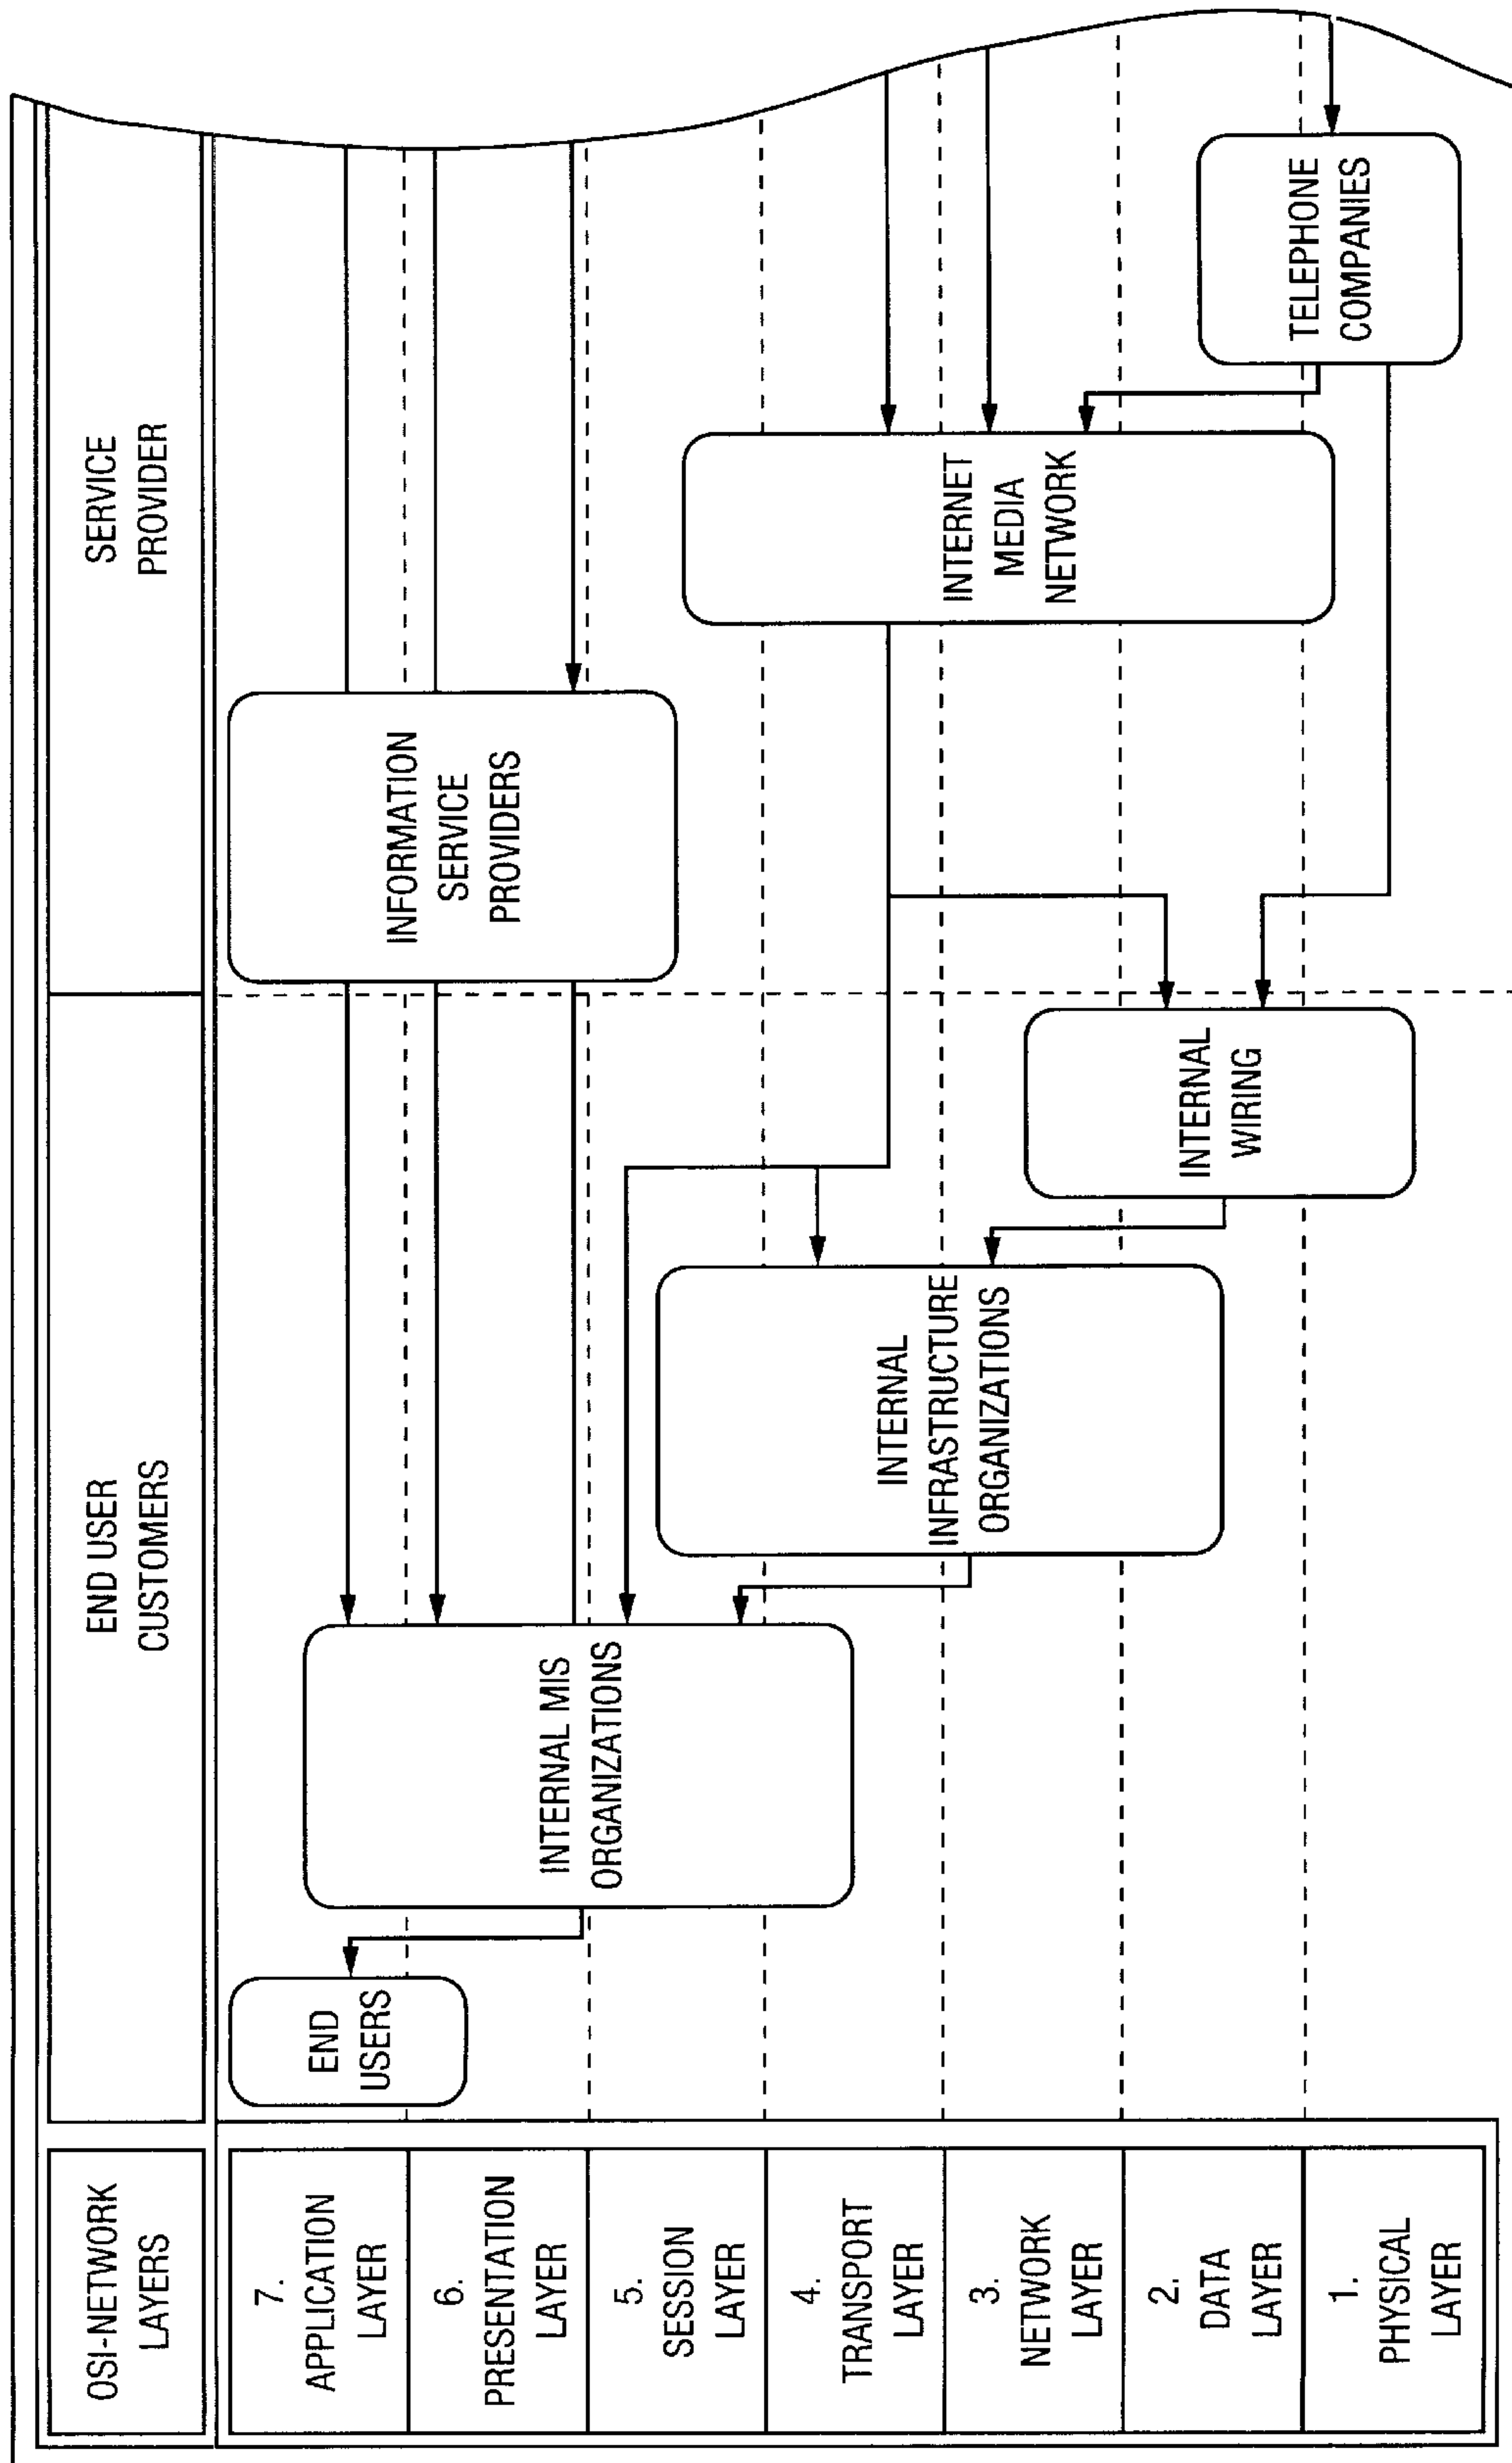 OSI-NETWORK
LAYERS
END USER
CUSTOMERS
SERVICE
PROVIDER
7.
APPLICATION
LAYER
6.
PRESENTATION
LAYER
5.
SESSION
LAYER
4.
TRANSPORT
LAYER
3.
NETWORK
LAYER
2.
DATA
LAYER
1.
PHYSICAL
LAYER
END
USERS
INTERNAL MIS
ORGANIZATIONS
INTERNAL
INFRASTRUCTURE
ORGANIZATIONS
INTERNAL
WIRING
INFORMATION
SERVICE
PROVIDERS
INTERNET
MEDIA
NETWORK
TELEPHONE
COMPANIES